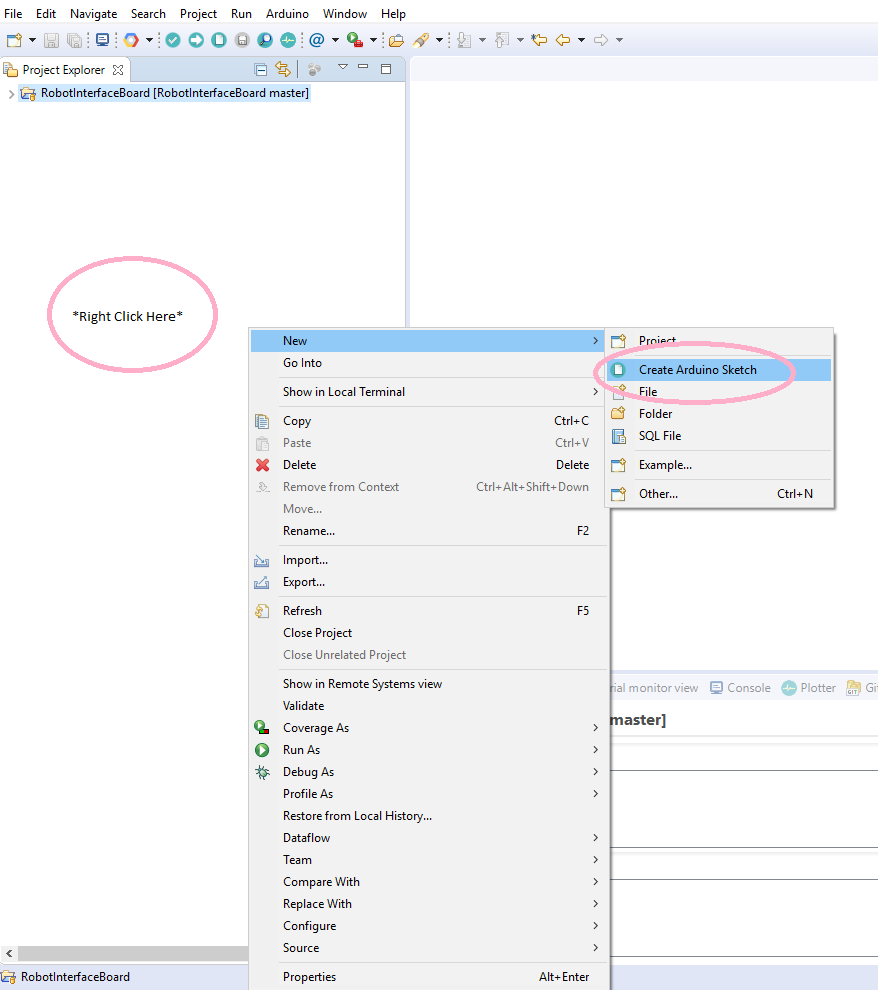 File Edit Navigate Search Project Run Arduino Window Help
Project Explorer
RobotInterfaceBoard [RobotInterfaceBoard master]
*Right Click Here*
New
Go Into
Show in Local Terminal
Copy Ctrl+C
Paste Ctrl+V
Delete Delete
Remove from Context Ctrl+Alt+Shift+Down
Move...
Rename... F2
Import...
Export...
Refresh F5
Close Project
Close Unrelated Project
Show in Remote Systems view
Validate
Coverage As
Run As
Debug As
Profile As
Restore from Local History...
Dataflow
Team
Compare With
Replace With
Configure
Source
Properties Alt+Enter
Project...
Create Arduino Sketch
File
Folder
SQL File
Example...
Other... Ctrl+N
rial monitor view Console Plotter Gi
master]
RobotInterfaceBoard